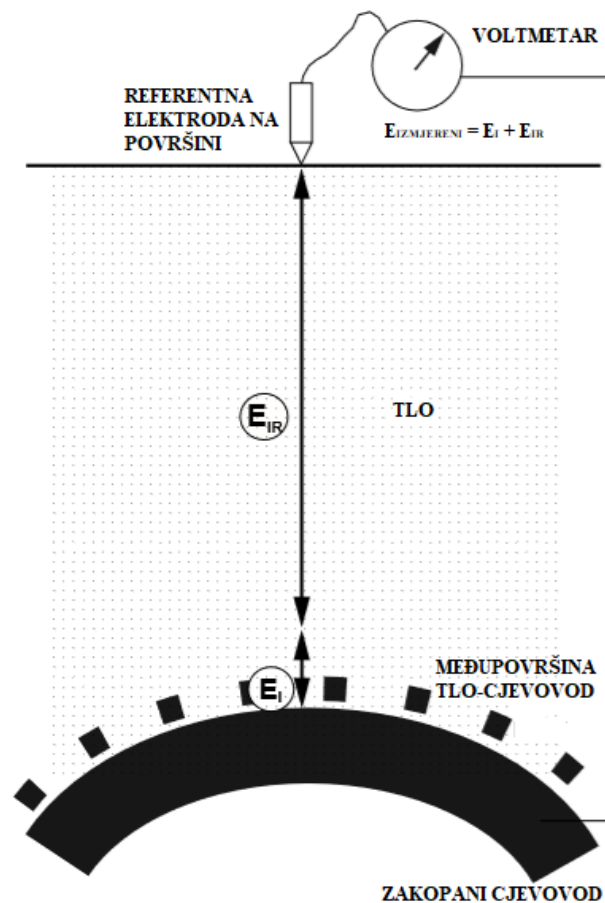 VOLTMETAR
REFERENTNA
ELEKTRODA NA
POVRŠINI
EIZMJERENI = EI + EIR
EIR
TLO
MEĐUPOVRŠINA
TLO-CJEVOVOD
EI
ZAKOPANI CJEVOVOD